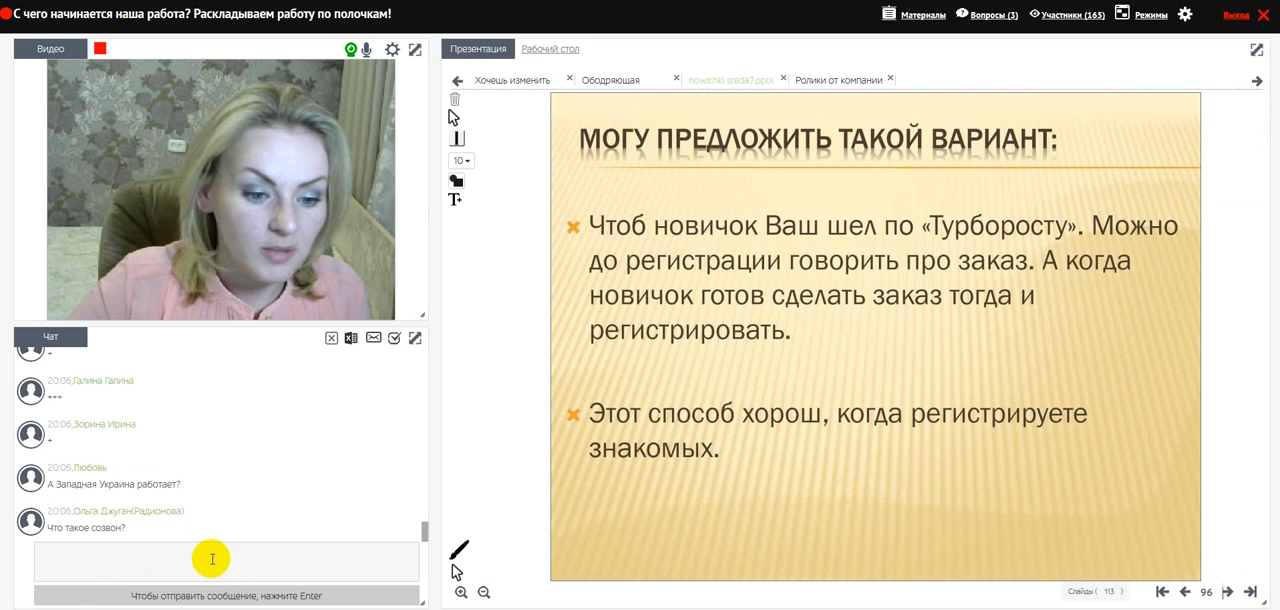 С чего начинается наша работа? Раскладываем работу по полочкам!
Материалы
Вопросы (3)
Участники (165)
Режимы
Выход
Видео
Чат
+
20:06,Галина Галина
+++
20:06,Зорина Ирина
+
20:06,Любовь
А Западная Украина работает?
20:06,Ольга Джуган(Радионова)
Что такое созвон?
Чтобы отправить сообщение, нажмите Enter
Презентация
Рабочий стол
Хочешь изменить
Ободряющая
nowichki sreda7.pptx
Ролики от компании
10
T+
МОГУ ПРЕДЛОЖИТЬ ТАКОЙ ВАРИАНТ:
Чтоб новичок Ваш шел по «Турборосту». Можно
до регистрации говорить про заказ. А когда
новичок готов сделать заказ тогда и
регистрировать.
Этот способ хорош, когда регистрируете
знакомых.
Слайды ( 113 )
96